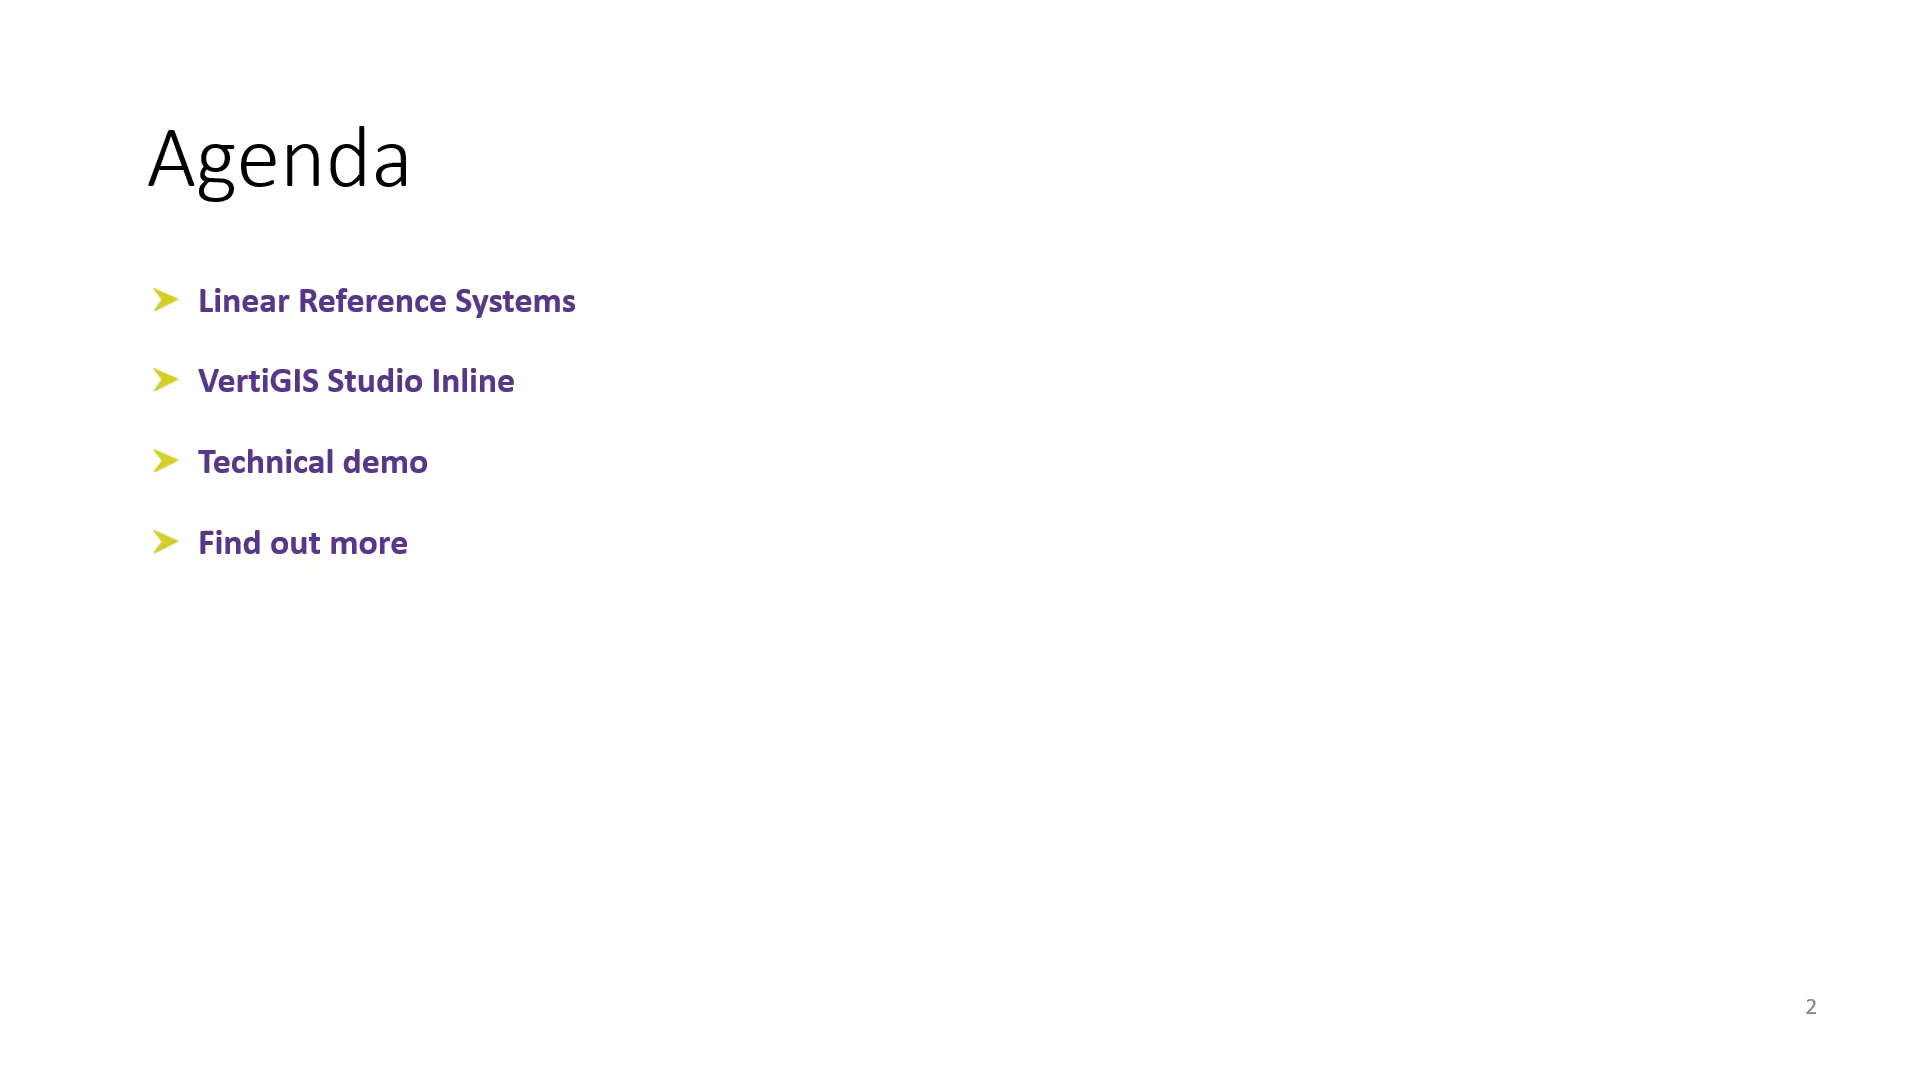 Agenda
Linear Reference Systems
VertiGIS Studio Inline
Technical demo
Find out more
2